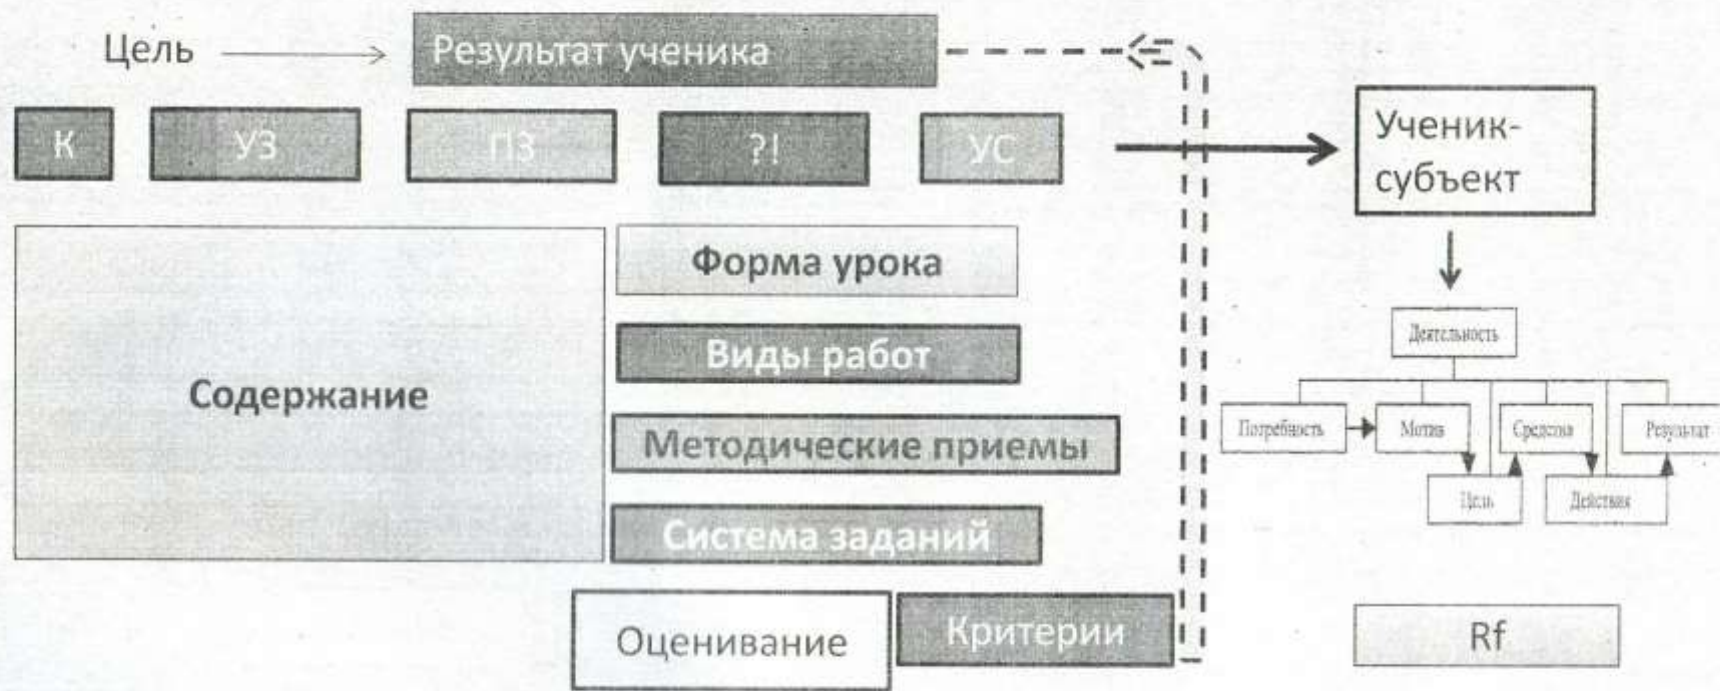 Цель
Результат ученика
К
УЗ
ПЗ
?!
УС
Ученик-
субъект
Содержание
Форма урока
Виды работ
Методические приемы
Система заданий
Оценивание
Критерии
Деятельность
Потребность
Мотив
Средства
Результат
Цель
Действия
Rf